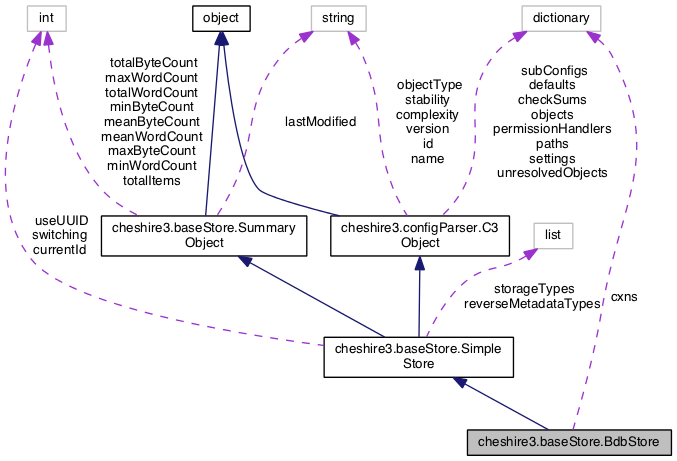 int
object
string
dictionary
totalByteCount
maxWordCount
totalWordCount
minByteCount
meanByteCount
meanWordCount
maxByteCount
minWordCount
totalItems
lastModified
objectType
stability
complexity
version
id
name
subConfigs
defaults
checkSums
objects
permissionHandlers
paths
settings
unresolvedObjects
useUUID
switching
currentId
cheshire3.baseStore.Summary
Object
cheshire3.configParser.C3
Object
list
storageTypes
reverseMetadataTypes
cxns
cheshire3.baseStore.Simple
Store
cheshire3.baseStore.BdbStore